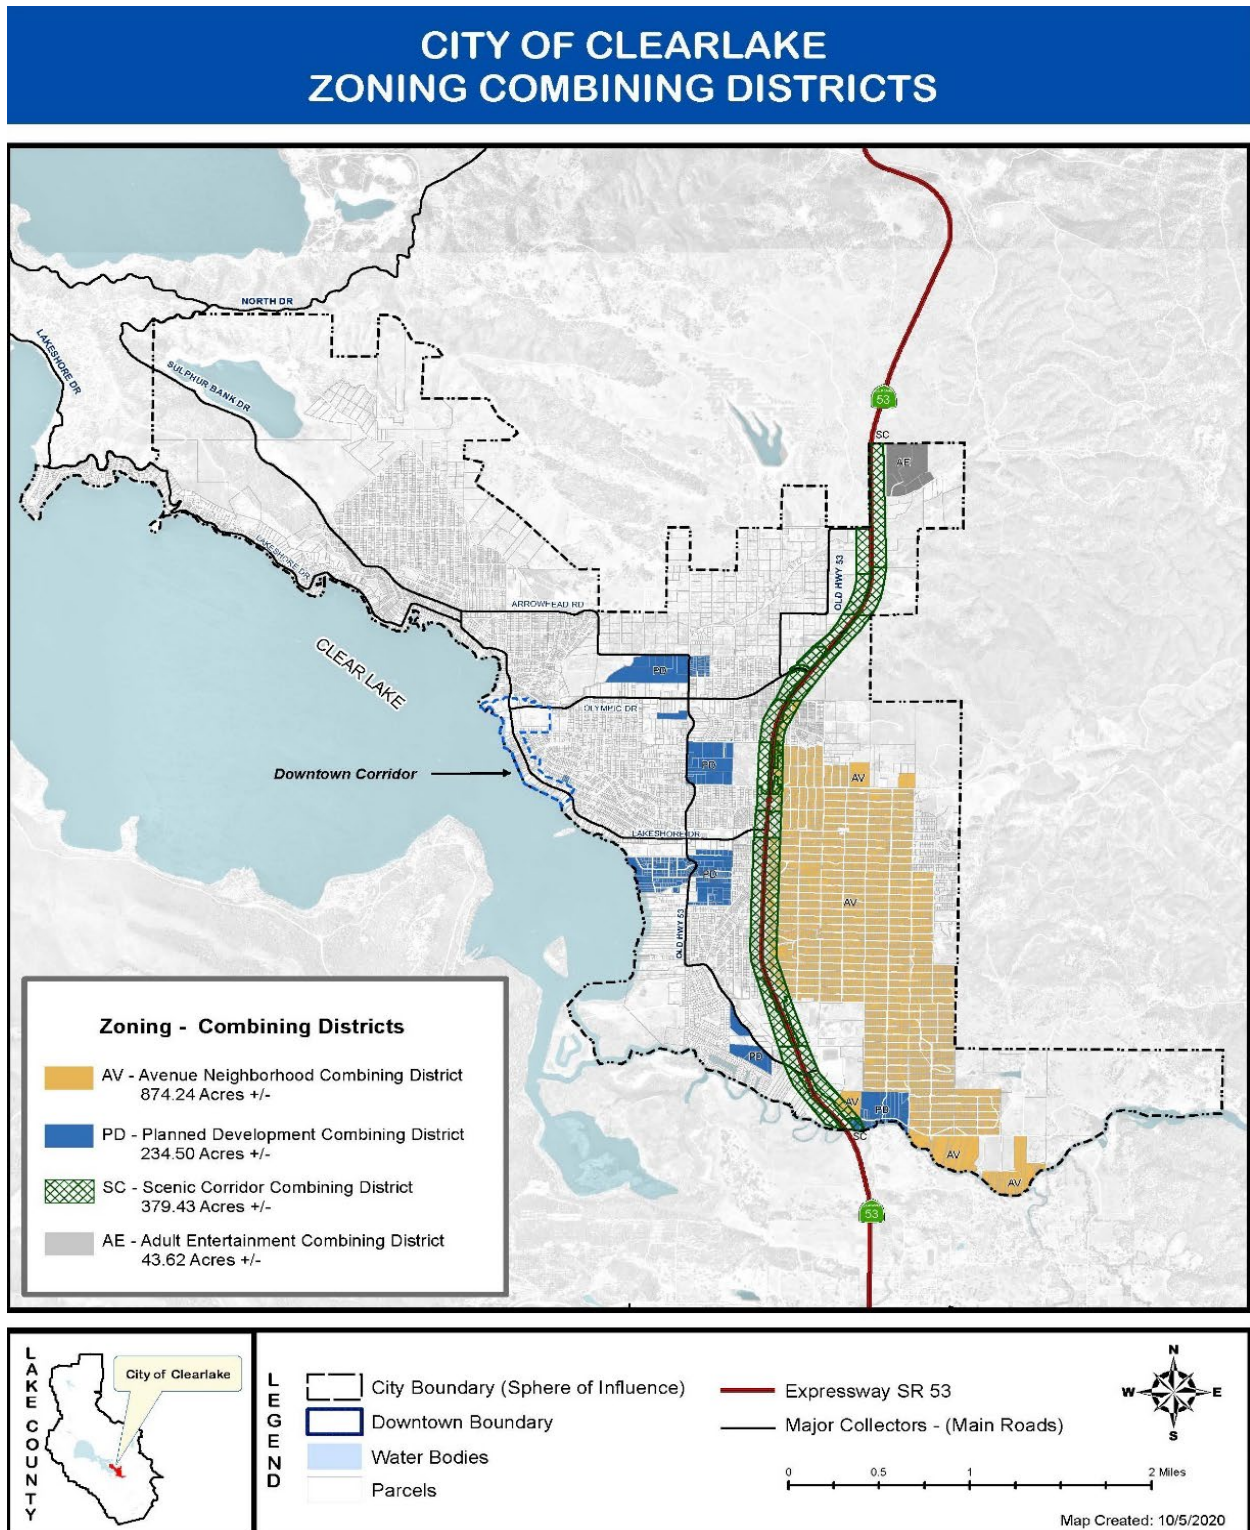 CITY OF CLEARLAKE
ZONING COMBINING DISTRICTS
NORTH DR
LAKESHORE DR
SULPHUR BANK DR
53
SC
AE
LAKESHORE DR
OLD HWY 53
ARROWHEAD RD
CLEAR LAKE
PD
OLYMPIC DR
Downtown Corridor
PD
AV
LAKESHORE DR
PD
AV
OLD HWY 53
PD
AV
PD
SC
AV
AV
53
Zoning - Combining Districts
AV - Avenue Neighborhood Combining District
874.24 Acres +/-
PD - Planned Development Combining District
234.50 Acres +/-
SC - Scenic Corridor Combining District
379.43 Acres +/-
AE - Adult Entertainment Combining District
43.62 Acres +/-
LAKE COUNTY
City of Clearlake
LEGEND
City Boundary (Sphere of Influence)
Downtown Boundary
Water Bodies
Parcels
Expressway SR 53
Major Collectors - (Main Roads)
N
W
E
S
0 0.5 1 2 Miles
Map Created: 10/5/2020